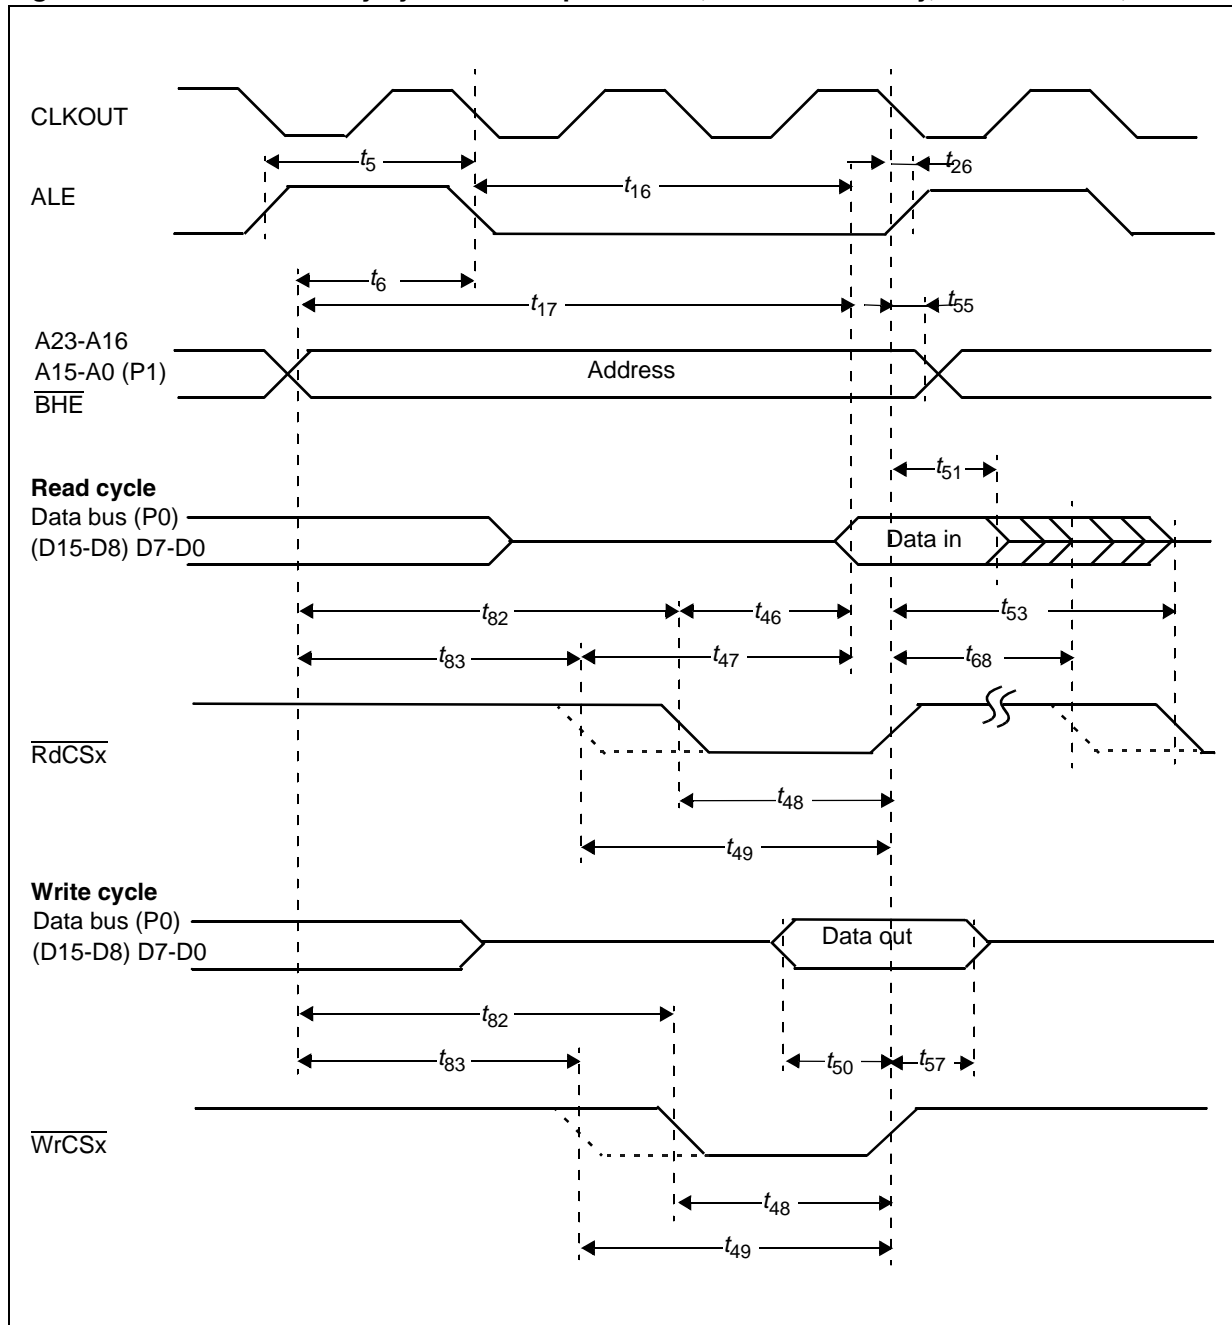 CLKOUT
t5
t26
ALE
t16
t6
t17
t55
A23-A16
A15-A0 (P1)
Address
BHE
t51
Read cycle
Data bus (P0)
(D15-D8) D7-D0
Data in
t82
t46
t53
t83
t47
t68
RdCSx
t48
t49
Write cycle
Data bus (P0)
(D15-D8) D7-D0
Data out
t82
t83
t50
t57
WrCSx
t48
t49